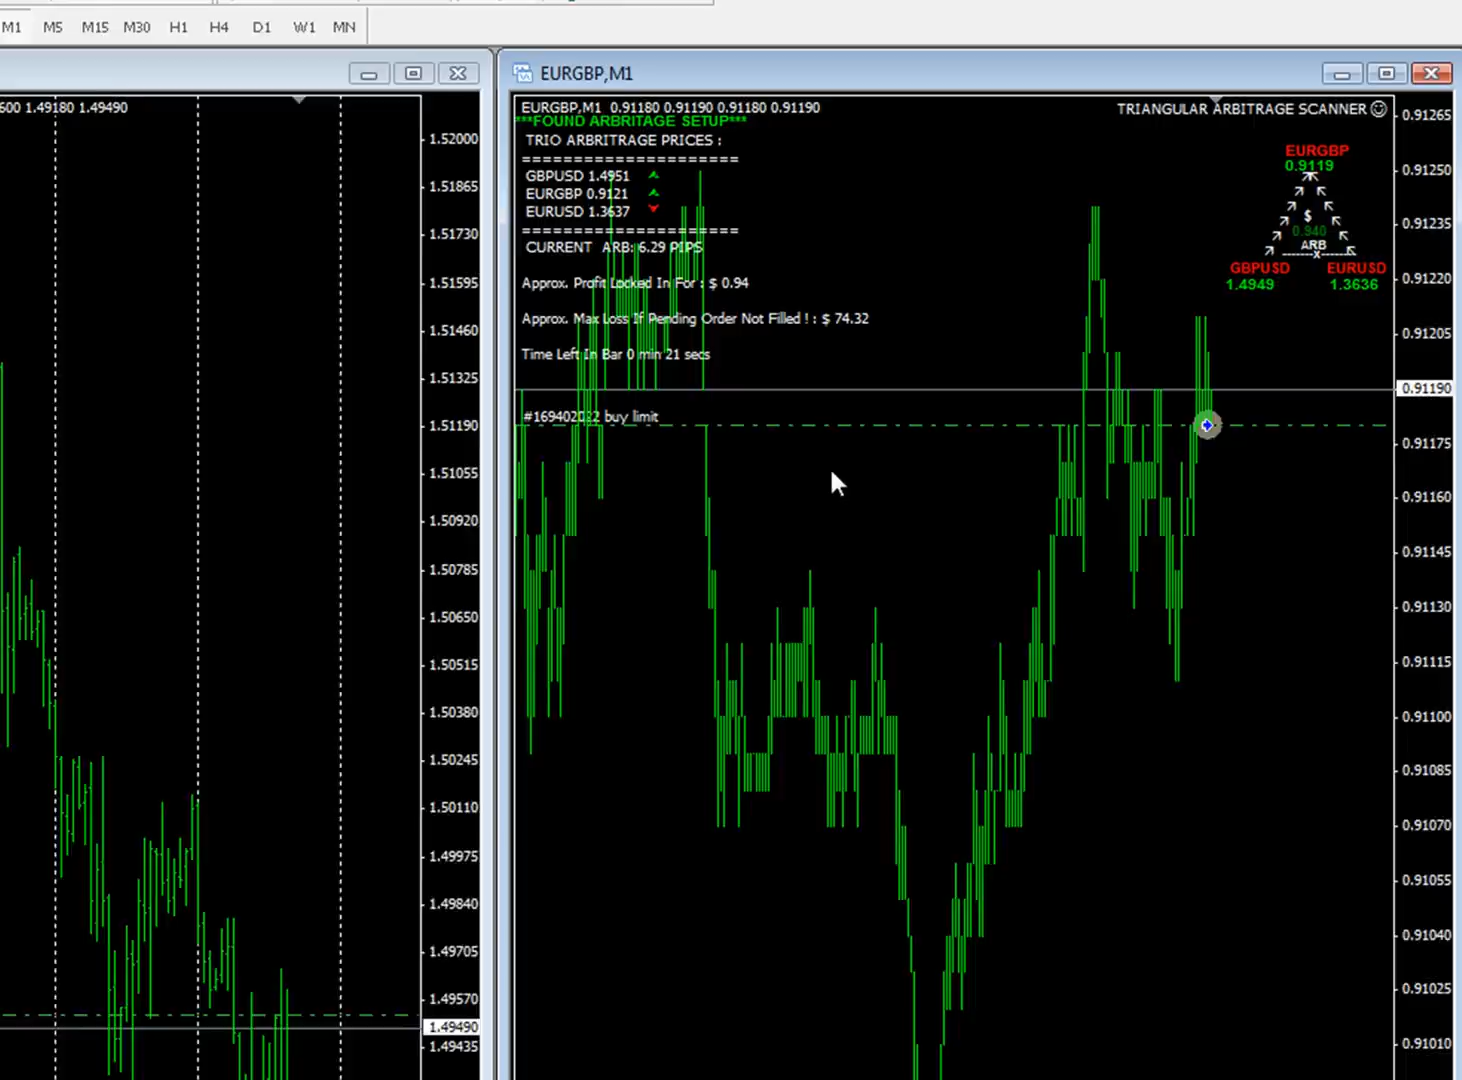 M1 M5 M15 M30 H1 H4 D1 W1 MN
600 1.49180 1.49490
1.52000
1.51865
1.51730
1.51595
1.51460
1.51325
1.51190
1.51055
1.50920
1.50785
1.50650
1.50515
1.50380
1.50245
1.50110
1.49975
1.49840
1.49705
1.49570
1.49490
1.49435
EURGBP,M1
EURGBP,M1 0.91180 0.91190 0.91180 0.91190
***FOUND ARBRITAGE SETUP***
TRIO ARBRITRAGE PRICES :
========================
GBPUSD 1.4951
EURGBP 0.9121
EURUSD 1.3637
========================
CURRENT ARB: 6.29 PIPS
Approx. Profit Locked In For : $ 0.94
Approx. Max Loss If Pending Order Not Filled ! : $ 74.32
Time Left In Bar 0 min 21 secs
buy limit
TRIANGULAR ARBITRAGE SCANNER
EURGBP
0.9119
$
0.940
ARB
GBPUSD EURUSD
1.4949 1.3636
0.91265
0.91250
0.91235
0.91220
0.91205
0.91190
0.91175
0.91160
0.91145
0.91130
0.91115
0.91100
0.91085
0.91070
0.91055
0.91040
0.91025
0.91010